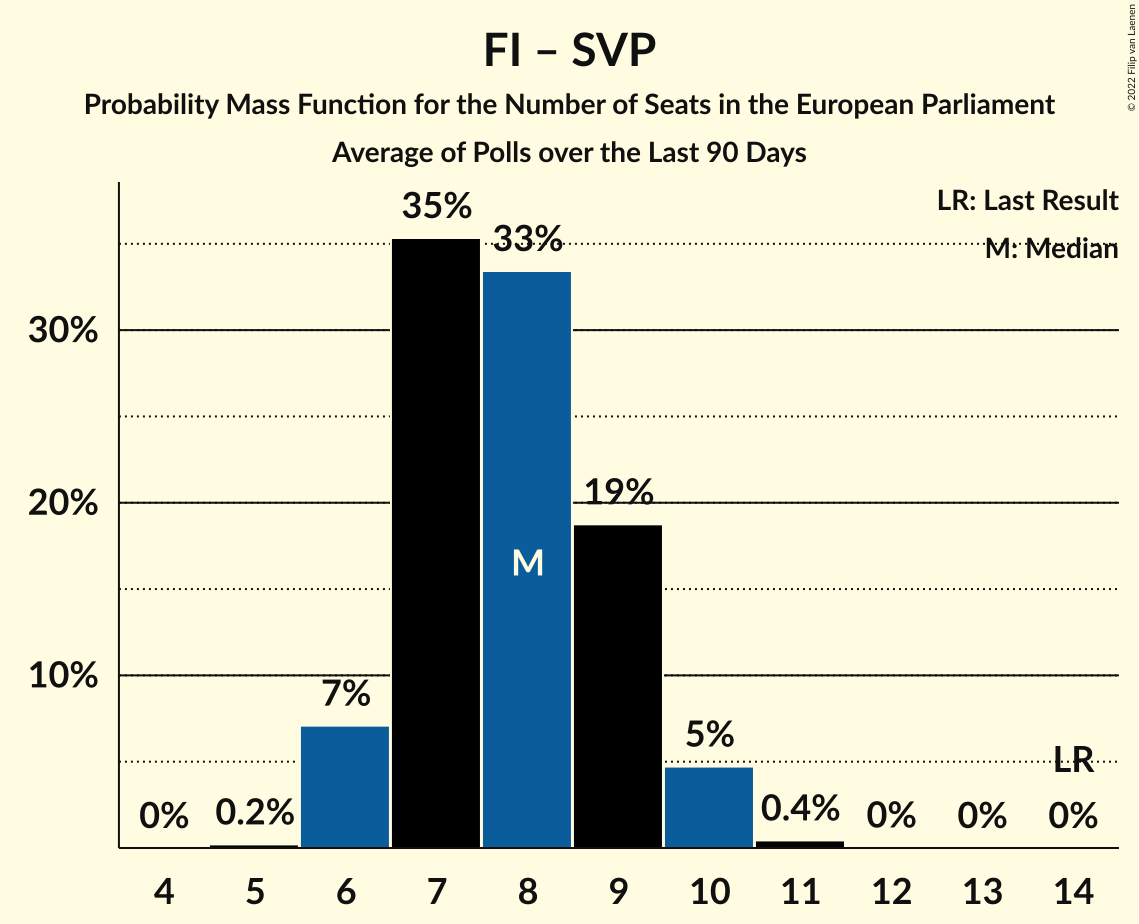 FI – SVP
Probability Mass Function for the Number of Seats in the European Parliament
Average of Polls over the Last 90 Days
© 2022 Filip van Laenen
LR: Last Result
M: Median
30%
20%
10%
0%
0.2%
7%
35%
33%
19%
5%
0.4%
0%
0%
0%
M
LR
4 5 6 7 8 9 10 11 12 13 14